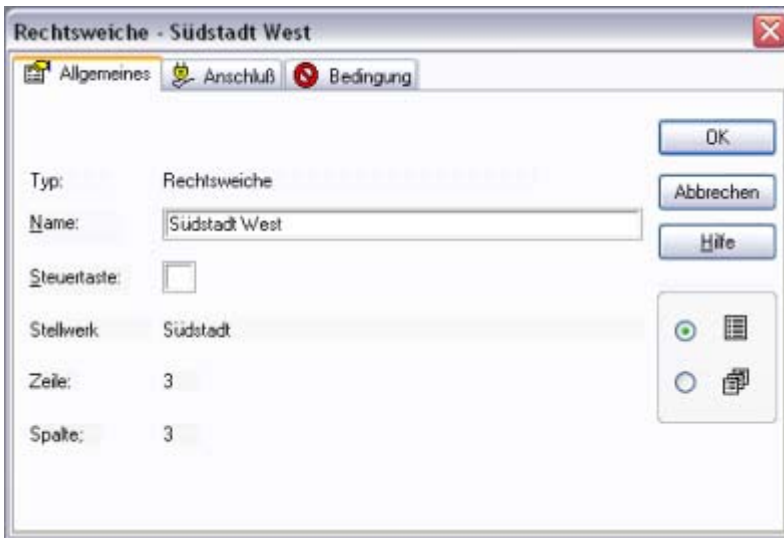 Rechtsweiche - Südstadt West
Allgemeines Anschluß Bedingung
OK
Typ: Rechtsweiche
Abbrechen
Name: Südstadt West
Hilfe
Steuertaste:
Stellwerk Südstadt
Zeile: 3
Spalte: 3